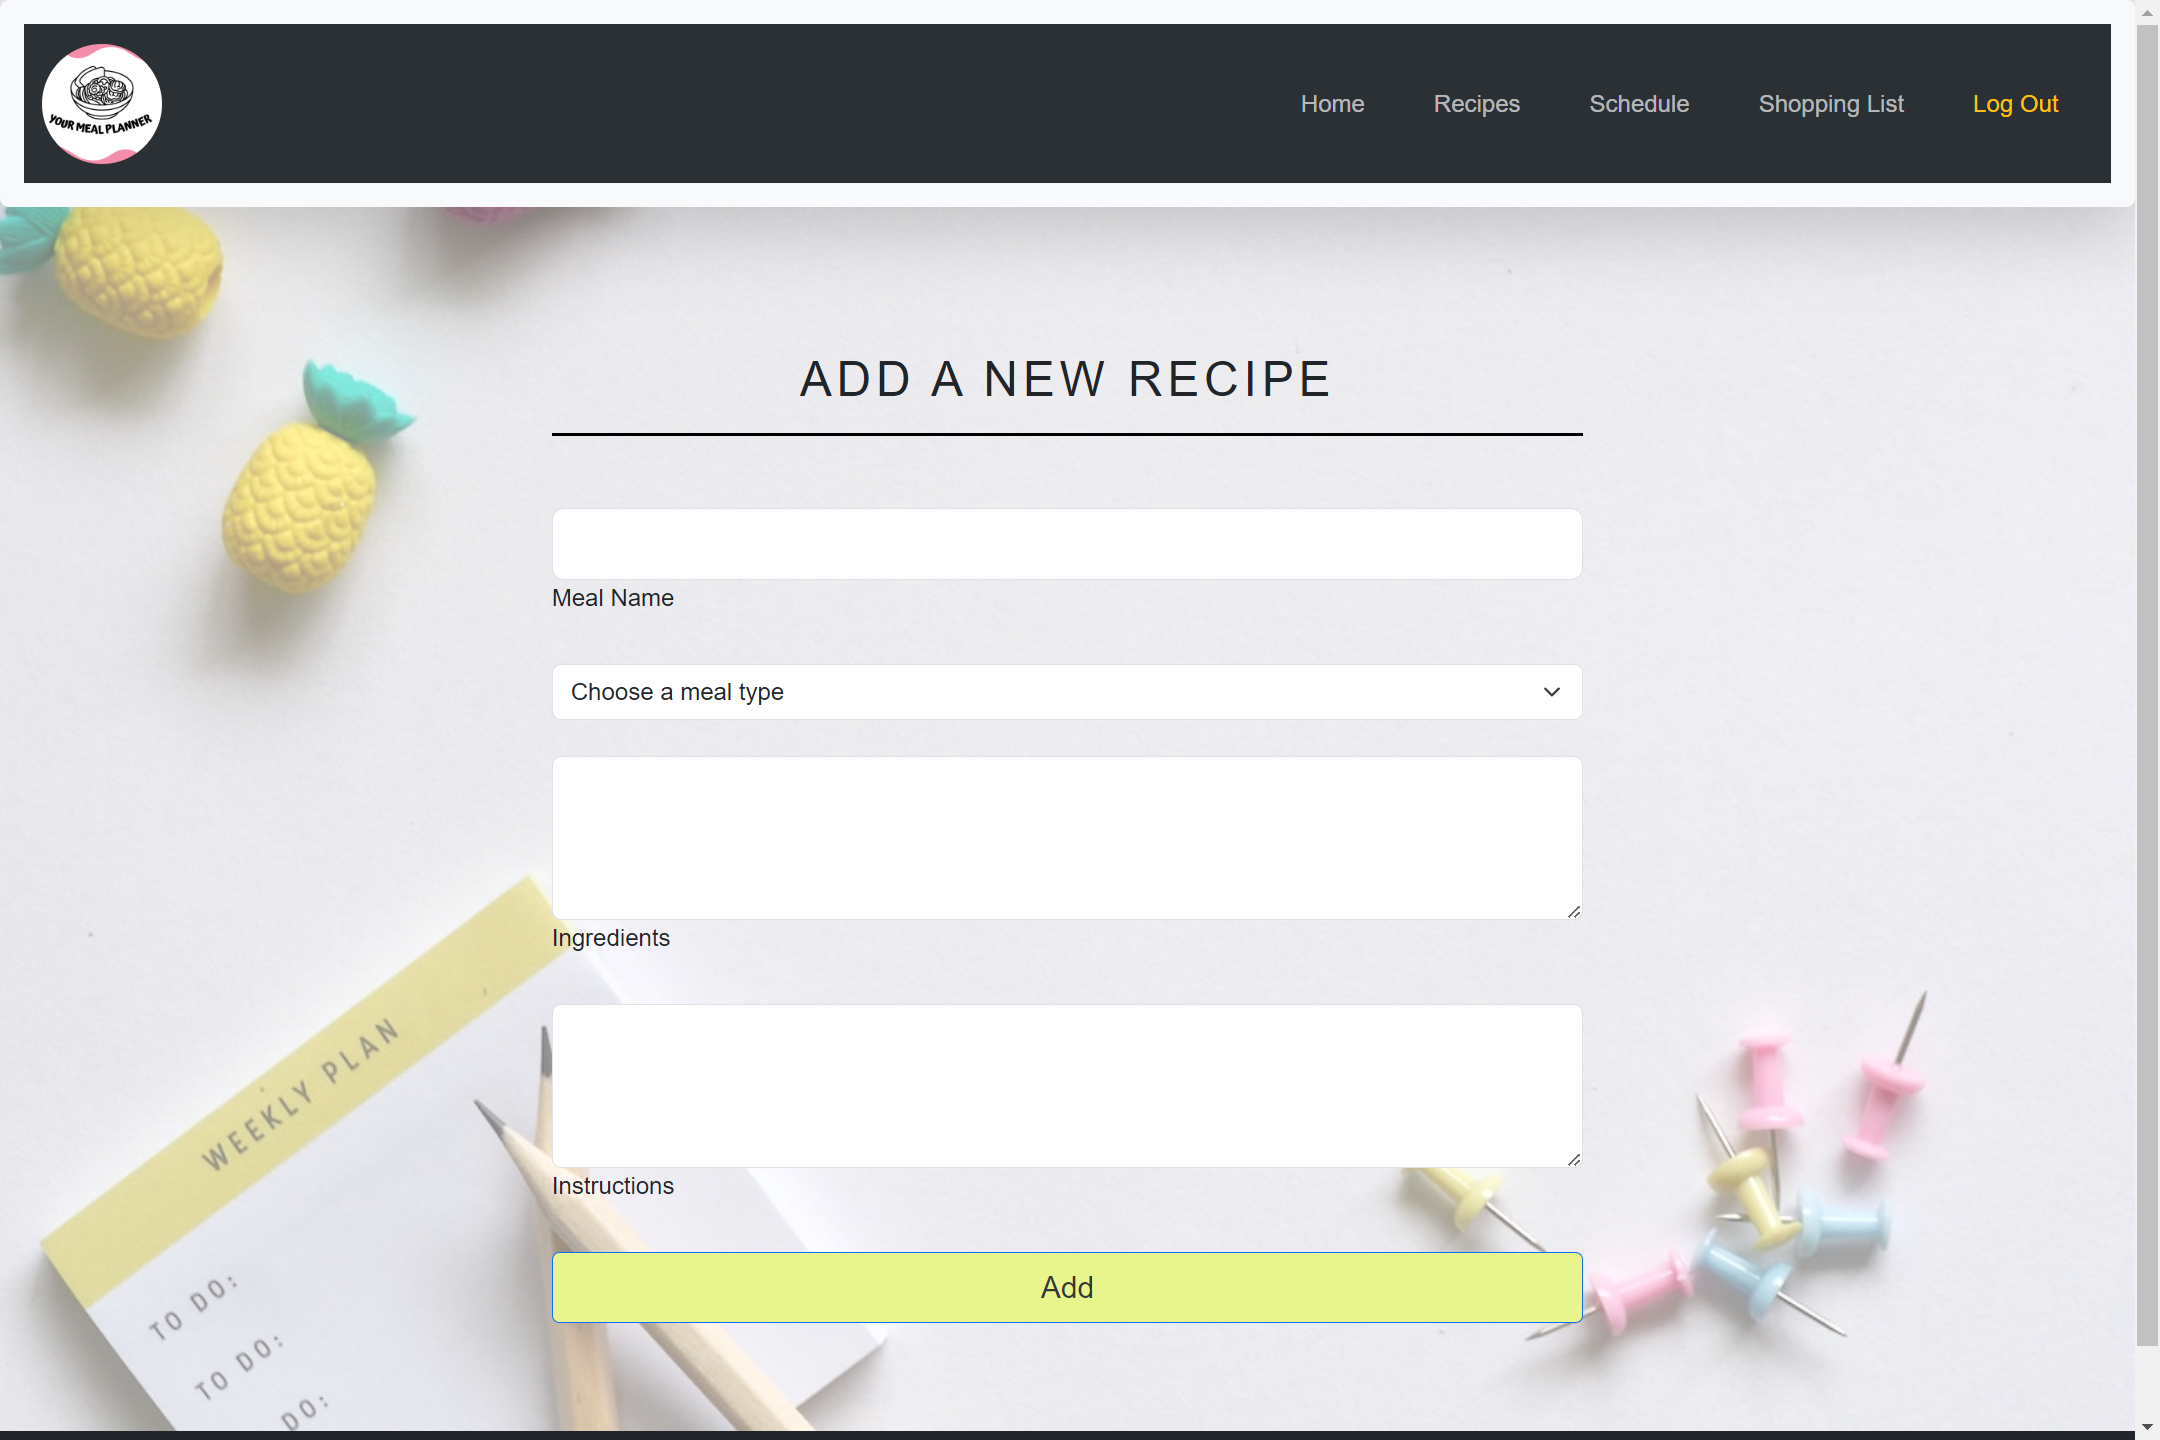 YOUR MEAL PLANNER
Home
Recipes
Schedule
Shopping List
Log Out
ADD A NEW RECIPE
Meal Name
Choose a meal type
Ingredients
Instructions
Add
WEEKLY PLAN
TO DO:
TO DO:
DO: